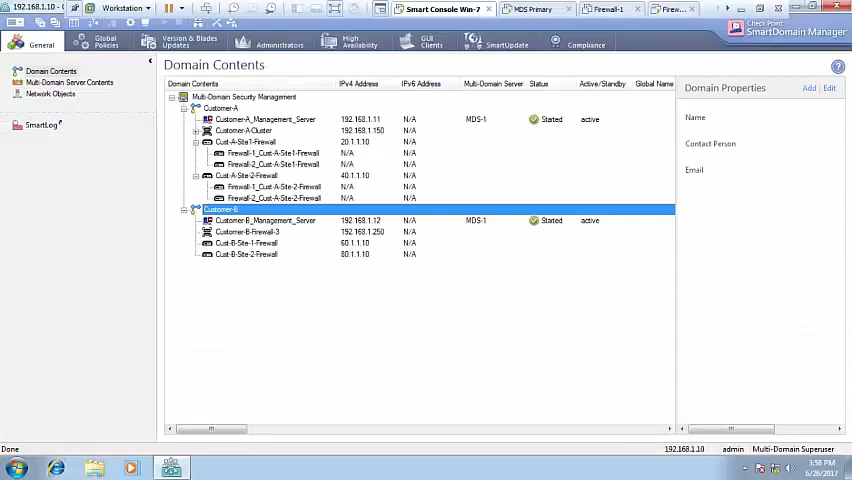 192.168.1.10
Workstation
Smart Console Win-7
MDS Primary
Firewall-1
Firew...
General
Global Policies
Version & Blades Updates
Administrators
High Availability
GUI Clients
SmartUpdate
Compliance
Check Point
SmartDomain Manager
Domain Contents
Multi-Domain Server Contents
Network Objects
SmartLog
Domain Contents
Domain Contents IPv4 Address IPv6 Address Multi-Domain Server Status Active/Standby Global Name
Multi-Domain Security Management
Customer-A
Customer-A_Management_Server 192.168.1.11 N/A MDS-1 Started active
Customer-A-Cluster 192.168.1.150 N/A
Cust-A-Site1-Firewall 20.1.1.10 N/A
Firewall-1_Cust-A-Site1-Firewall N/A N/A
Firewall-2_Cust-A-Site1-Firewall N/A N/A
Cust-A-Site-2-Firewall 40.1.1.10 N/A
Firewall-1_Cust-A-Site-2-Firewall N/A N/A
Firewall-2_Cust-A-Site-2-Firewall N/A N/A
Customer-B
Customer-B_Management_Server 192.168.1.12 N/A MDS-1 Started active
Customer-B-Firewall-3 192.168.1.250 N/A
Cust-B-Site-1-Firewall 60.1.1.10 N/A
Cust-B-Site-2-Firewall 80.1.1.10 N/A
Domain Properties Add Edit
Name
Contact Person
Email
Done
192.168.1.10 admin Multi-Domain Superuser
3:58 PM
6/26/2017